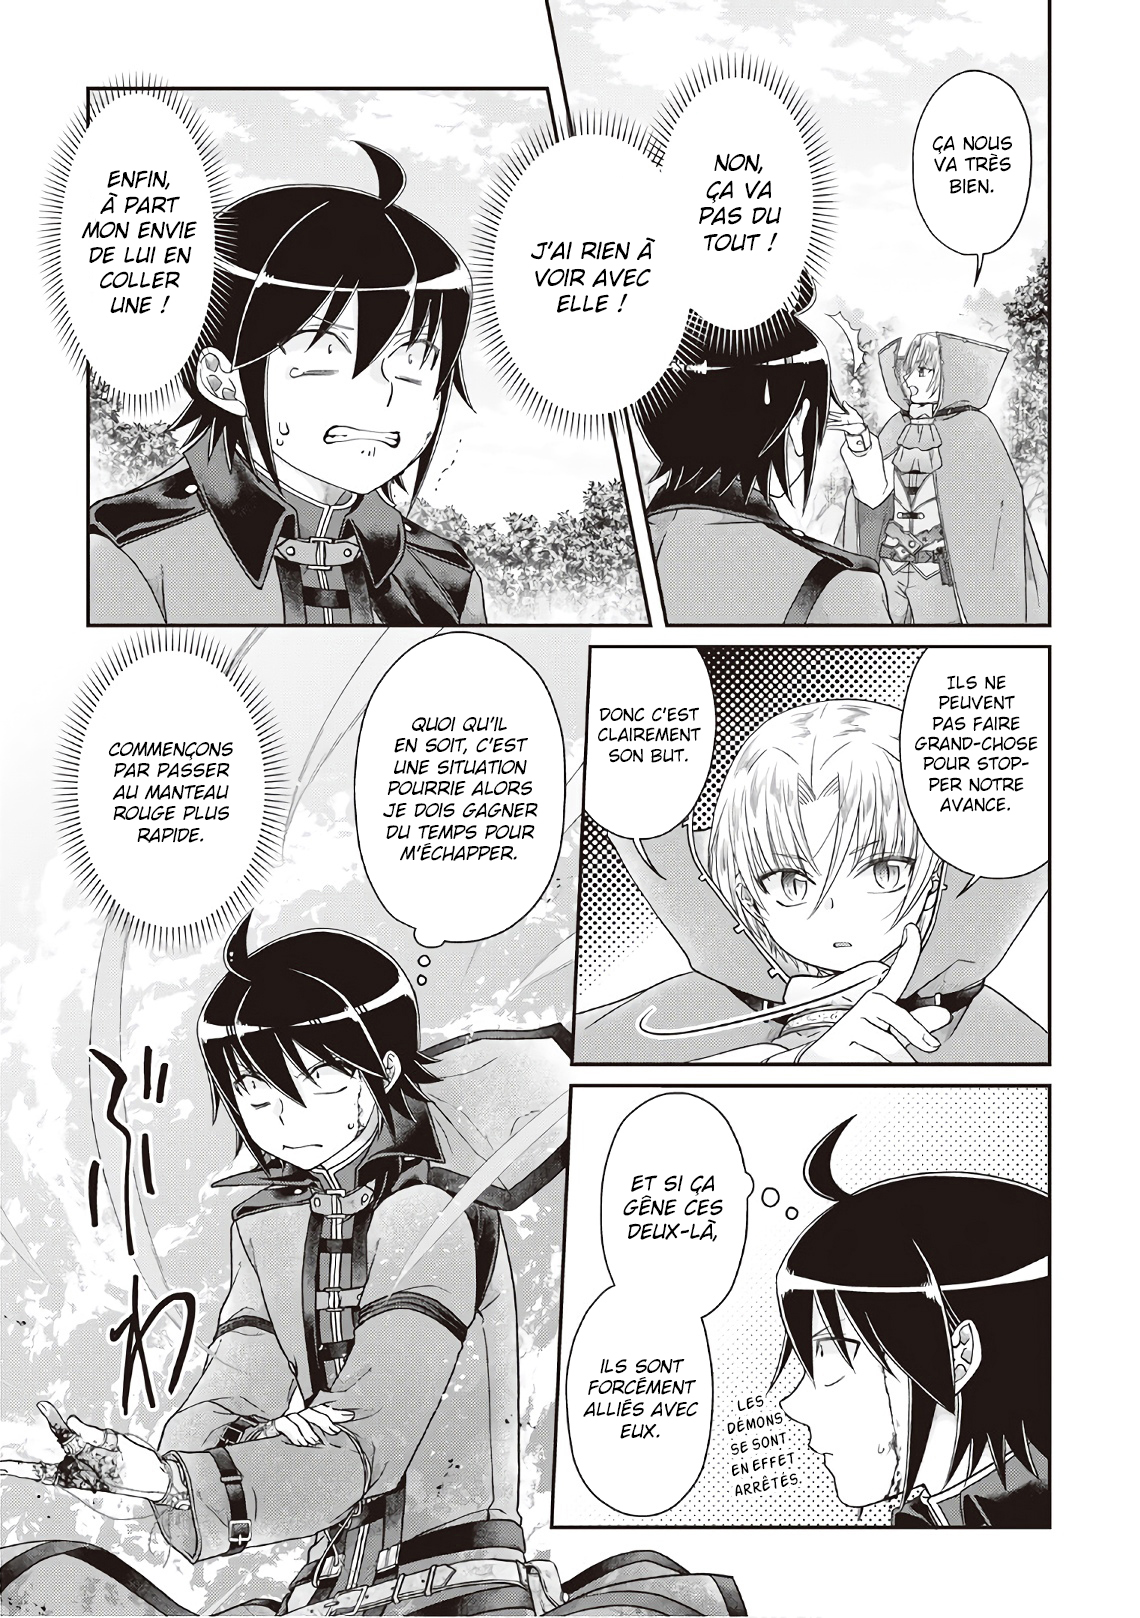 ÇA NOUS
VA TRÈS
BIEN.
NON,
ÇA VA
PAS DU
TOUT !
J'AI RIEN À
VOIR AVEC
ELLE !
ENFIN,
À PART
MON ENVIE
DE LUI EN
COLLER
UNE !
ILS NE
PEUVENT
PAS FAIRE
GRAND-CHOSE
POUR STOP-
PER NOTRE
AVANCE.
DONC C'EST
CLAIREMENT
SON BUT.
ET SI ÇA
GÊNE CES
DEUX-LÀ,
ILS SONT
FORCÉMENT
ALLIÉS AVEC
EUX.
LES
DÉMONS
SE SONT
EN EFFET
ARRÊTÉS.
QUOI QU'IL
EN SOIT, C'EST
UNE SITUATION
POURRIE ALORS
JE DOIS GAGNER
DU TEMPS POUR
M'ÉCHAPPER.
COMMENÇONS
PAR PASSER
AU MANTEAU
ROUGE PLUS
RAPIDE.
ぶわ